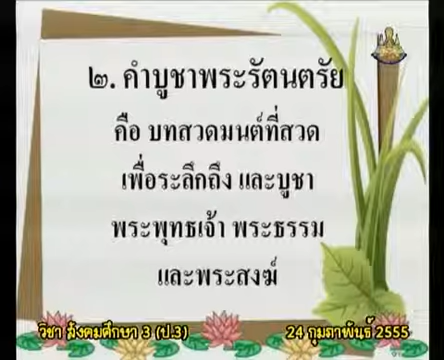 ๒. คำบูชาพระรัตนตรัย
คือ บทสวดมนต์ที่สวด
เพื่อระลึกถึง และบูชา
พระพุทธเจ้า พระธรรม
และพระสงฆ์
วิชา สังคมศึกษา 3 (ป.3)
24 กุมภาพันธ์ 2555